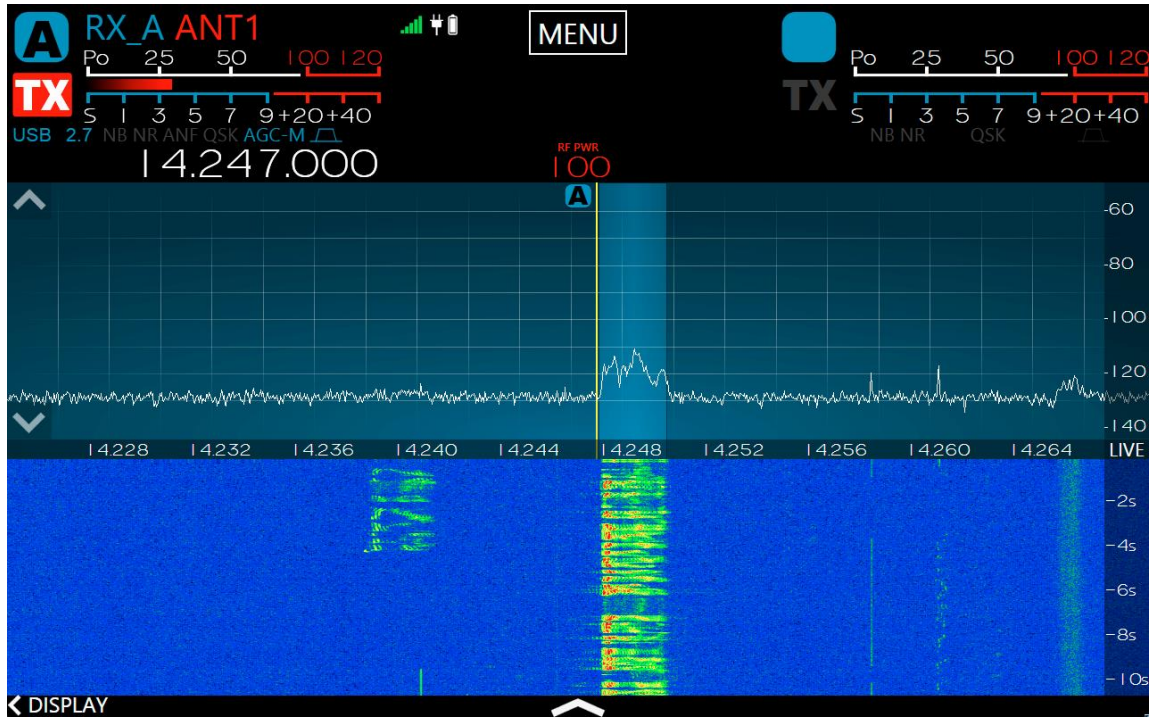 A RX_A ANT1
MENU
Po 25 50 100 120
Po 25 50 100 120
TX
TX
S 1 3 5 7 9+20+40
S 1 3 5 7 9+20+40
USB 2.7 NB NR ANF QSK AGC-M
NB NR QSK
14.247.000
RF PWR
100
A
-60
-80
-100
-120
-140
14.228 14.232 14.236 14.240 14.244 14.248 14.252 14.256 14.260 14.264 LIVE
-2s
-4s
-6s
-8s
-10s
< DISPLAY